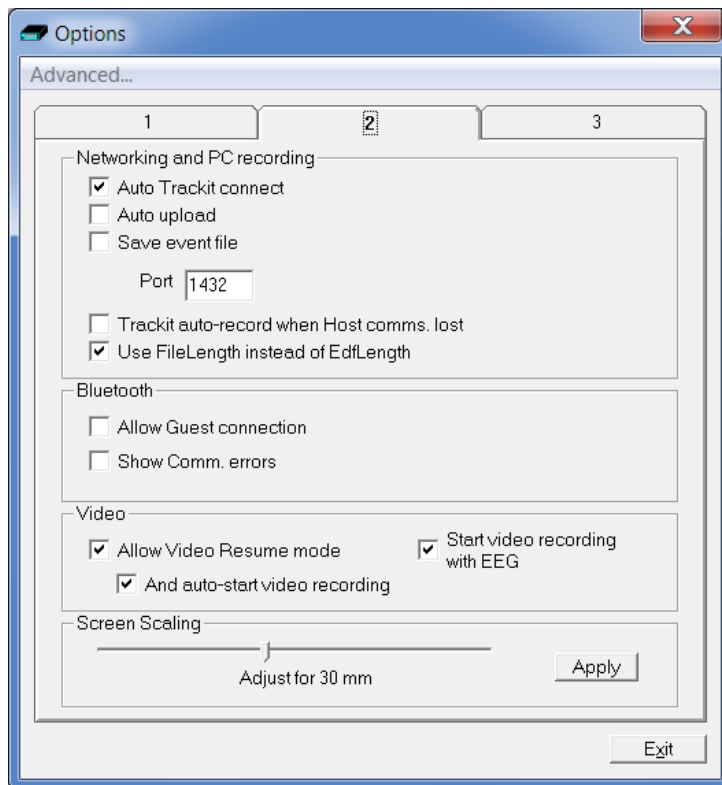 Options
X
Advanced...
1 2 3
Networking and PC recording
Auto Trackit connect
Auto upload
Save event file
Port 1432
Trackit auto-record when Host comms. lost
Use FileLength instead of EdfLength
Bluetooth
Allow Guest connection
Show Comm. errors
Video
Allow Video Resume mode
Start video recording
with EEG
And auto-start video recording
Screen Scaling
Adjust for 30 mm
Apply
Exit